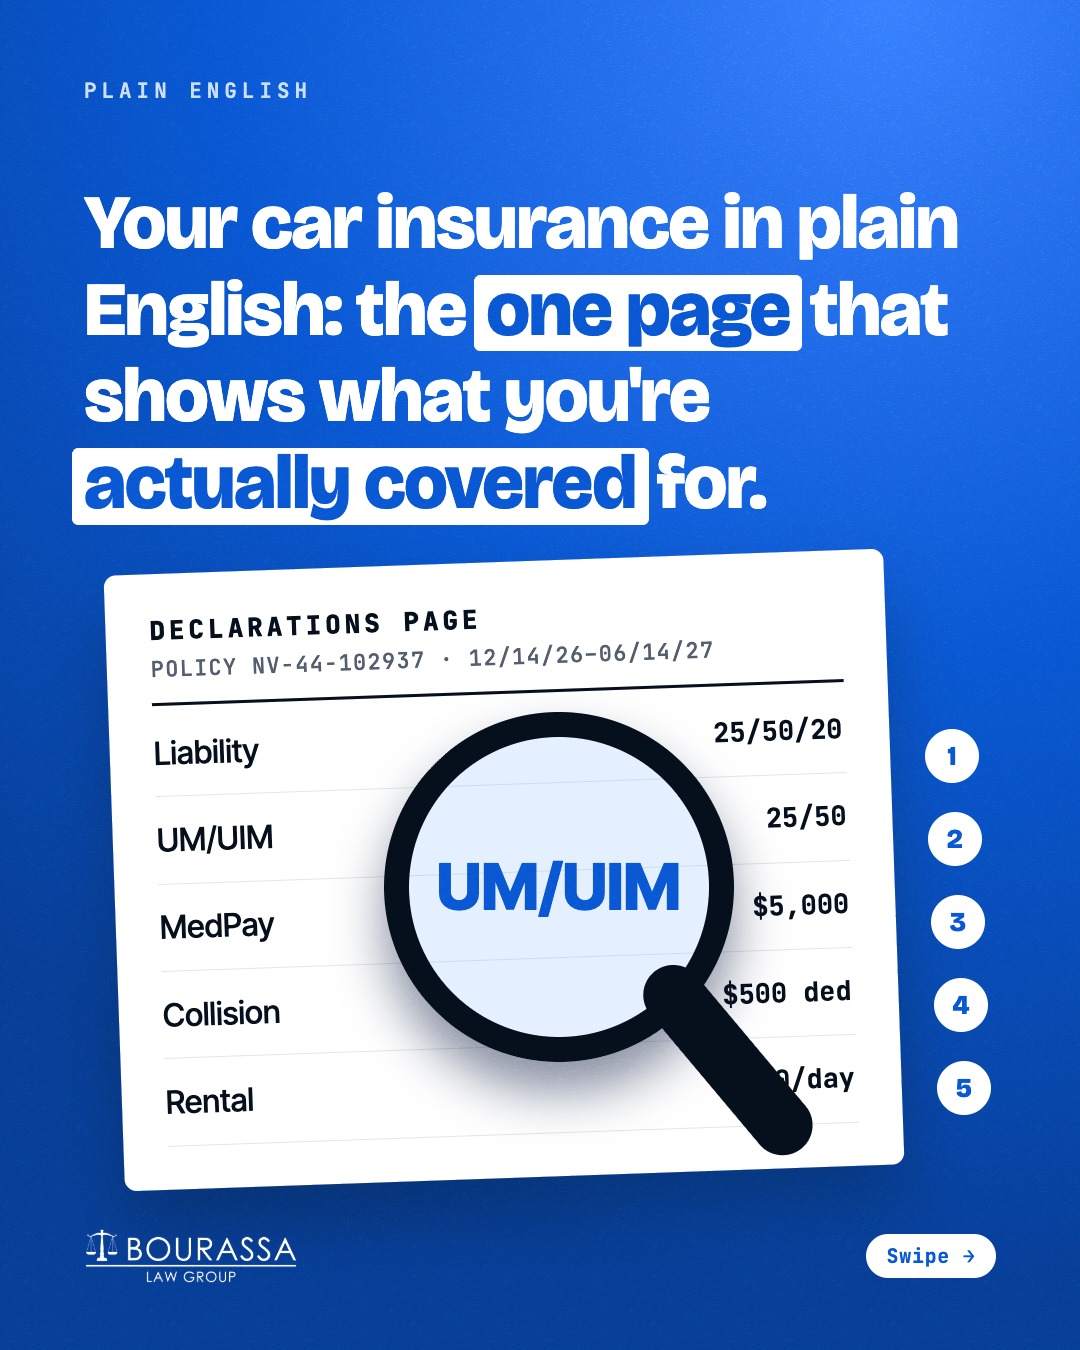 PLAIN ENGLISH
Your car insurance in plain
English: the one page that
shows what you're
actually covered for.
DECLARATIONS PAGE
POLICY NV-44-102937 · 12/14/26–06/14/27
Liability 25/50/20
UM/UIM 25/50
MedPay $5,000
Collision $500 ded
Rental /day
UM/UIM
1
2
3
4
5
BOURASSA
LAW GROUP
Swipe →